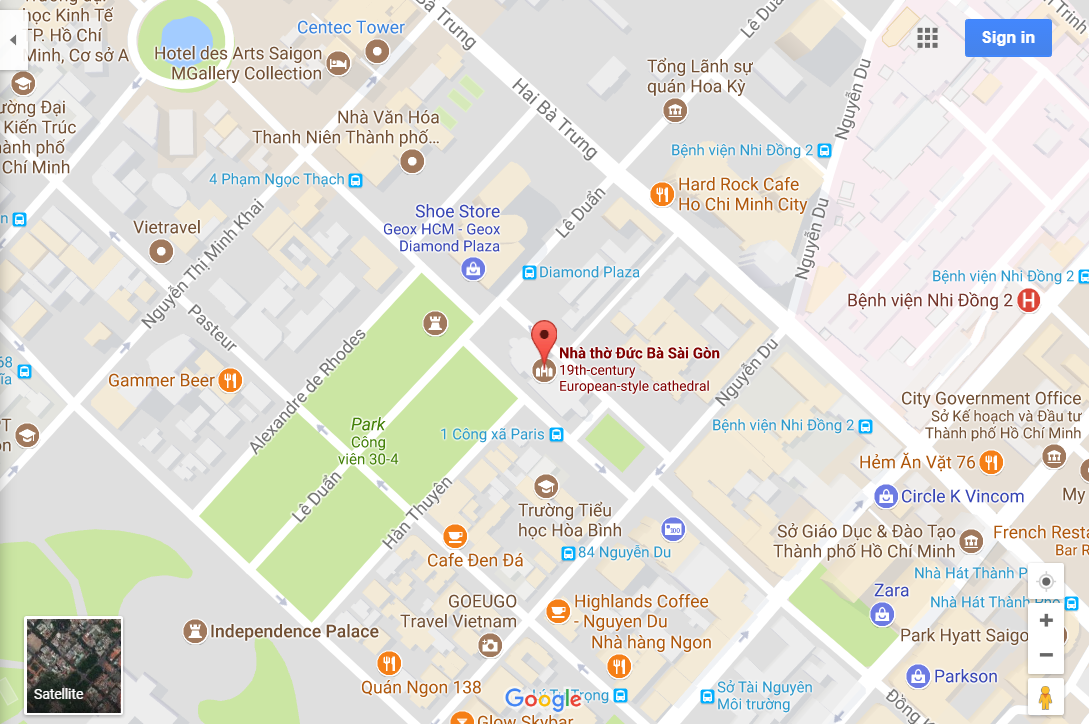 học Kinh Tế
TP. Hồ Chí
Minh, Cơ sở A
Centec Tower
Hotel des Arts Saigon
MGallery Collection
Bà Trưng
Lê Duẩn
Sign in
Tổng Lãnh sự
quán Hoa Kỳ
Hai Bà Trưng
Nguyễn Du
ường Đại
Kiến Trúc
ành phố
Chí Minh
Nhà Văn Hóa
Thanh Niên Thành phố...
Bệnh viện Nhi Đồng 2
4 Phạm Ngọc Thạch
Hard Rock Cafe
Ho Chi Minh City
Vietravel
Nguyễn Thị Minh Khai
Shoe Store
Geox HCM - Geox
Diamond Plaza
Lê Duẩn
Nguyễn Du
Diamond Plaza
Bệnh viện Nhi Đồng 2
Bệnh viện Nhi Đồng 2
Pasteur
Alexandre de Rhodes
Nhà thờ Đức Bà Sài Gòn
19th-century
European-style cathedral
Nguyễn Du
68
Gammer Beer
City Government Office
Sở Kế hoạch và Đầu tư
Thành phố Hồ Chí Minh
Park
Công
viên 30-4
1 Công xã Paris
Bệnh viện Nhi Đồng 2
Hẻm Ăn Vặt 76
Lê Duẩn
Hàn Thuyên
Circle K Vincom
My
Trường Tiểu
học Hòa Bình
84 Nguyễn Du
Sở Giáo Dục & Đào Tạo
Thành phố Hồ Chí Minh
French Resta
Bar R
Cafe Đen Đá
Nhà Hát Thành P
Zara
Nhà Hát Thành Phố
GOEUGO
Travel Vietnam
Highlands Coffee
- Nguyen Du
Nhà hàng Ngon
Independence Palace
Park Hyatt Saigo
Parkson
Satellite
Quán Ngon 138
Google
Lý Tự Trọng
Sở Tài Nguyên
Môi trường
Glow Skybar